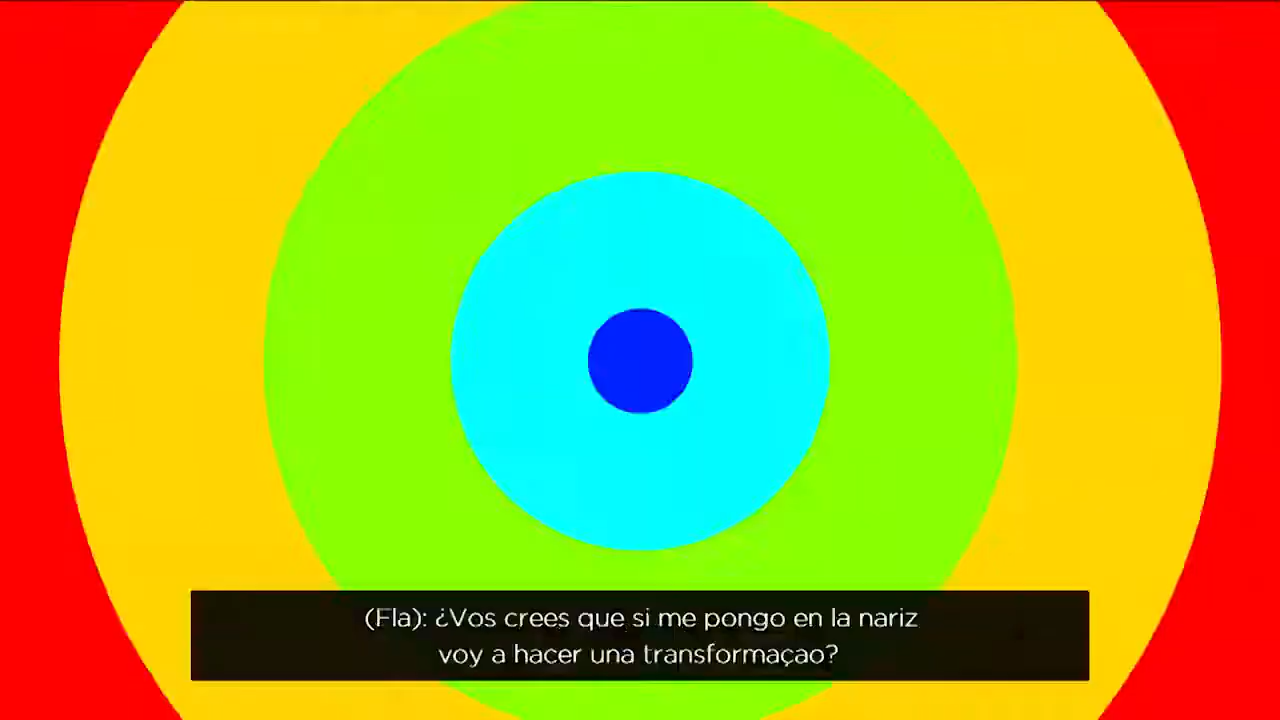 (Fla): ¿Vos crees que si me pongo en la nariz
voy a hacer una transformaçao?